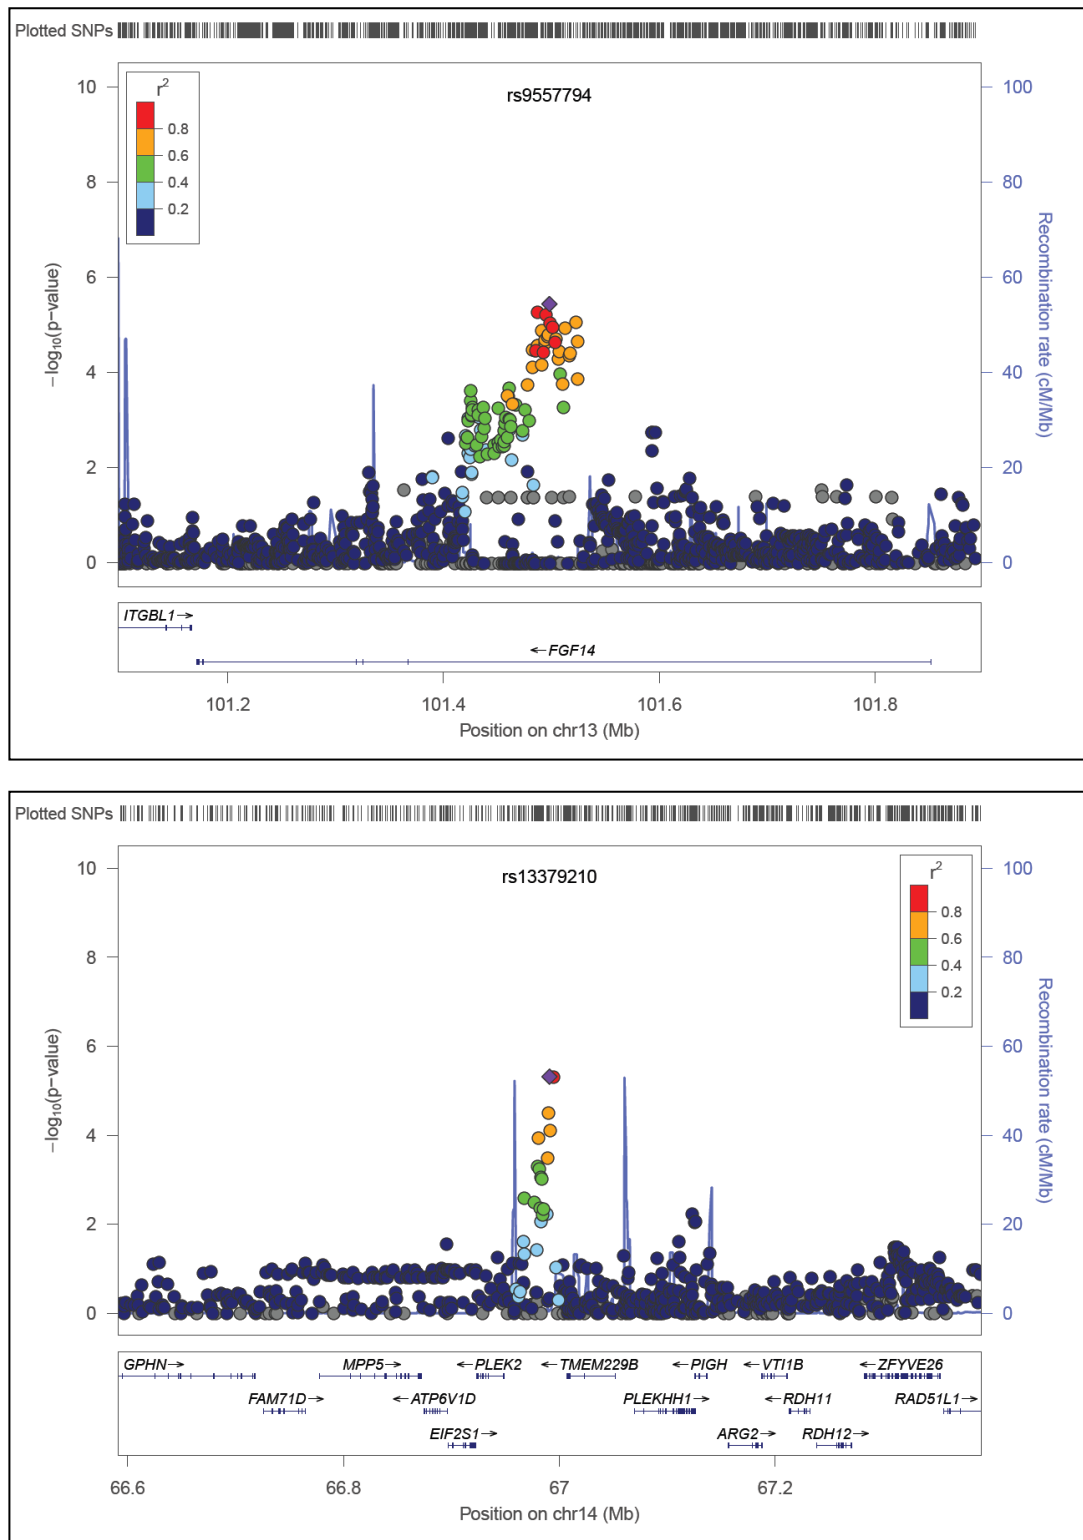 Plotted SNPs
rs9557794
r2
0.8
0.6
0.4
0.2
10
8
6
4
2
0
−log10(p−value)
100
80
60
40
20
0
Recombination rate (cM/Mb)
ITGBL1→
←FGF14
101.2 101.4 101.6 101.8
Position on chr13 (Mb)
Plotted SNPs
rs13379210
r2
0.8
0.6
0.4
0.2
10
8
6
4
2
0
−log10(p−value)
100
80
60
40
20
0
Recombination rate (cM/Mb)
GPHN→ MPP5→ ←PLEK2 ←TMEM229B ←PIGH ←VTI1B ←ZFYVE26
FAM71D→ ←ATP6V1D PLEKHH1→ ←RDH11 RAD51L1→
EIF2S1→ ARG2→ RDH12→
66.6 66.8 67 67.2
Position on chr14 (Mb)